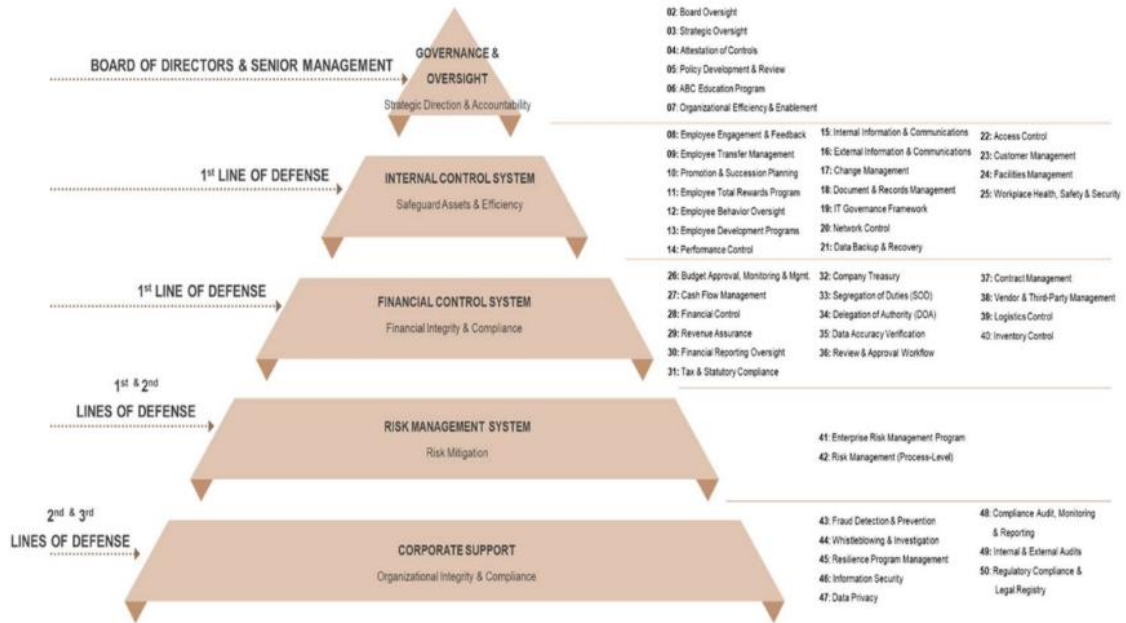 GOVERNANCE &
OVERSIGHT
Strategic Direction & Accountability
BOARD OF DIRECTORS & SENIOR MANAGEMENT
02: Board Oversight
03: Strategic Oversight
04: Attestation of Controls
05: Policy Development & Review
06: ABC Education Program
07: Organizational Efficiency & Enablement
1st LINE OF DEFENSE
INTERNAL CONTROL SYSTEM
Safeguard Assets & Efficiency
08: Employee Engagement & Feedback
09: Employee Transfer Management
10: Promotion & Succession Planning
11: Employee Total Rewards Program
12: Employee Behavior Oversight
13: Employee Development Programs
14: Performance Control
15: Internal Information & Communications
16: External Information & Communications
17: Change Management
18: Document & Records Management
19: IT Governance Framework
20: Network Control
21: Data Backup & Recovery
22: Access Control
23: Customer Management
24: Facilities Management
25: Workplace Health, Safety & Security
1st LINE OF DEFENSE
FINANCIAL CONTROL SYSTEM
Financial Integrity & Compliance
26: Budget Approval, Monitoring & Mgmt.
27: Cash Flow Management
28: Financial Control
29: Revenue Assurance
30: Financial Reporting Oversight
31: Tax & Statutory Compliance
32: Company Treasury
33: Segregation of Duties (SOD)
34: Delegation of Authority (DOA)
35: Data Accuracy Verification
36: Review & Approval Workflow
37: Contract Management
38: Vendor & Third-Party Management
39: Logistics Control
40: Inventory Control
1st & 2nd
LINES OF DEFENSE
RISK MANAGEMENT SYSTEM
Risk Mitigation
41: Enterprise Risk Management Program
42: Risk Management (Process-Level)
2nd & 3rd
LINES OF DEFENSE
CORPORATE SUPPORT
Organizational Integrity & Compliance
43: Fraud Detection & Prevention
44: Whistleblowing & Investigation
45: Resilience Program Management
46: Information Security
47: Data Privacy
48: Compliance Audit, Monitoring
& Reporting
49: Internal & External Audits
50: Regulatory Compliance &
Legal Registry